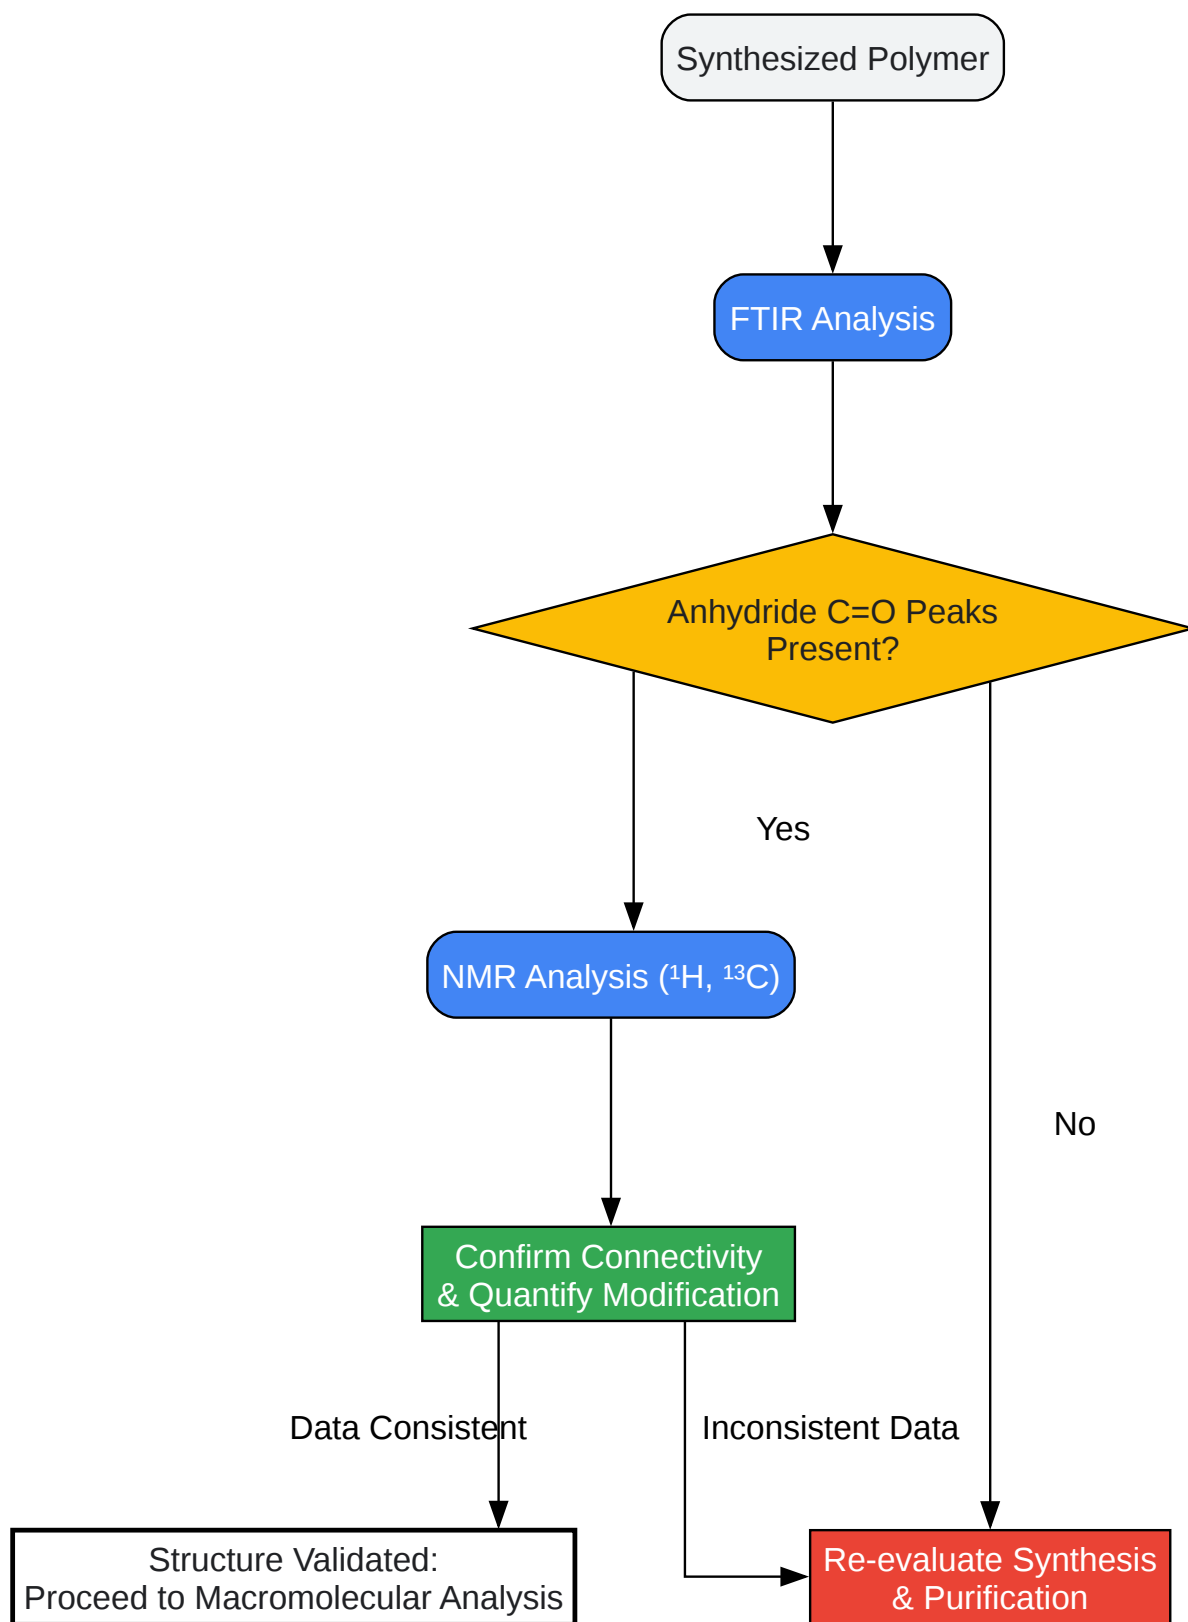 Synthesized Polymer
FTIR Analysis
Anhydride C=O Peaks
Present?
Yes
NMR Analysis (¹H, ¹³C)
No
Confirm Connectivity
& Quantify Modification
Data Consistent
Inconsistent Data
Structure Validated:
Proceed to Macromolecular Analysis
Re-evaluate Synthesis
& Purification